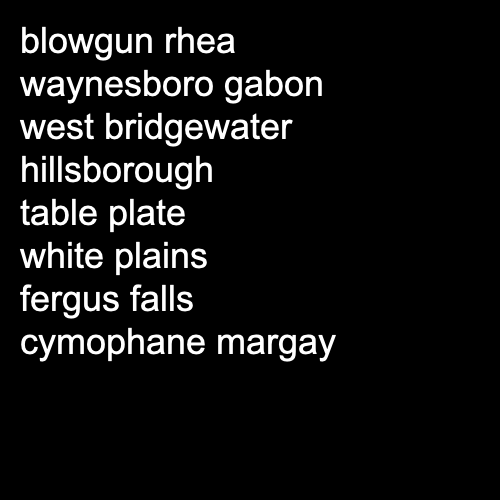 blowgun rhea
waynesboro gabon
west bridgewater
hillsborough
table plate
white plains
fergus falls
cymophane margay